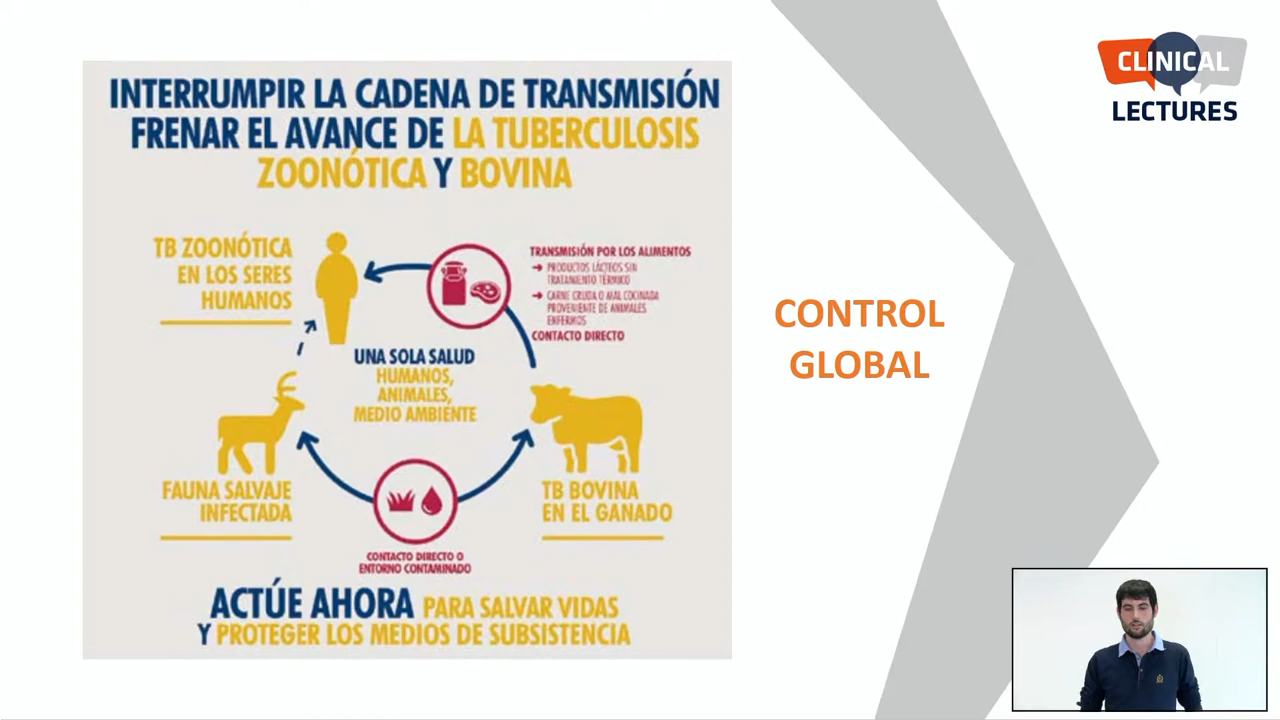 INTERRUMPIR LA CADENA DE TRANSMISIÓN
FRENAR EL AVANCE DE LA TUBERCULOSIS
ZOONÓTICA Y BOVINA
TB ZOONÓTICA
EN LOS SERES
HUMANOS
TRANSMISIÓN POR LOS ALIMENTOS
PRODUCTOS LÁCTEOS SIN
TRATAMIENTO TÉRMICO
CARNE CRUDA O MAL COCINADA
PROVENIENTE DE ANIMALES
ENFERMOS
CONTACTO DIRECTO
UNA SOLA SALUD
HUMANOS,
ANIMALES,
MEDIO AMBIENTE
FAUNA SALVAJE
INFECTADA
TB BOVINA
EN EL GANADO
CONTACTO DIRECTO O
ENTORNO CONTAMINADO
ACTÚE AHORA PARA SALVAR VIDAS
Y PROTEGER LOS MEDIOS DE SUBSISTENCIA
CONTROL
GLOBAL
CLINICAL
LECTURES